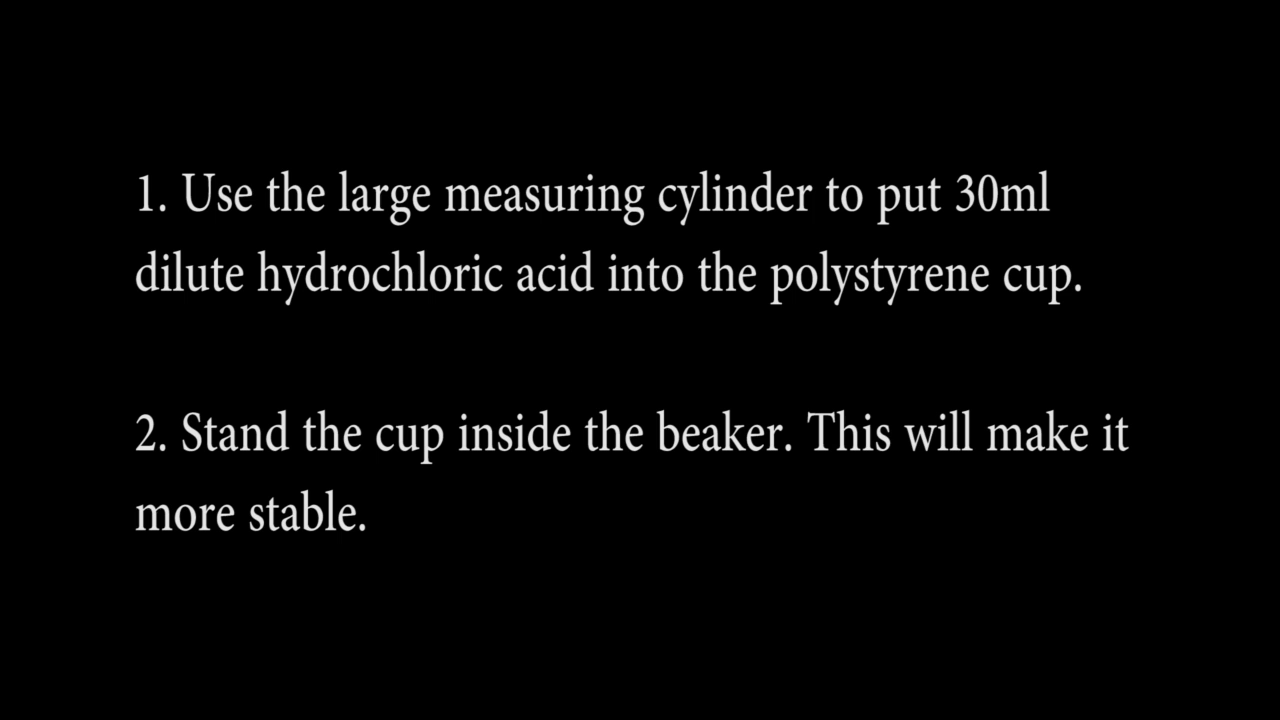 1. Use the large measuring cylinder to put 30ml
dilute hydrochloric acid into the polystyrene cup.
2. Stand the cup inside the beaker. This will make it
more stable.